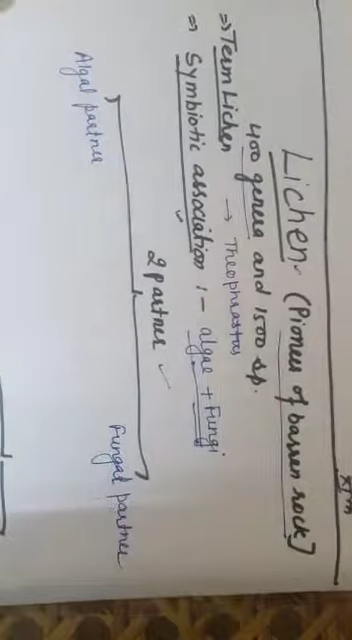 Lichen - (Pioneer of barren rock]
400 genera and 1500 sp.
⇒ Term Lichen → Theophrastus
⇒ Symbiotic association :- algae + Fungi
2 partner ✓
Algal partner
Fungal partner